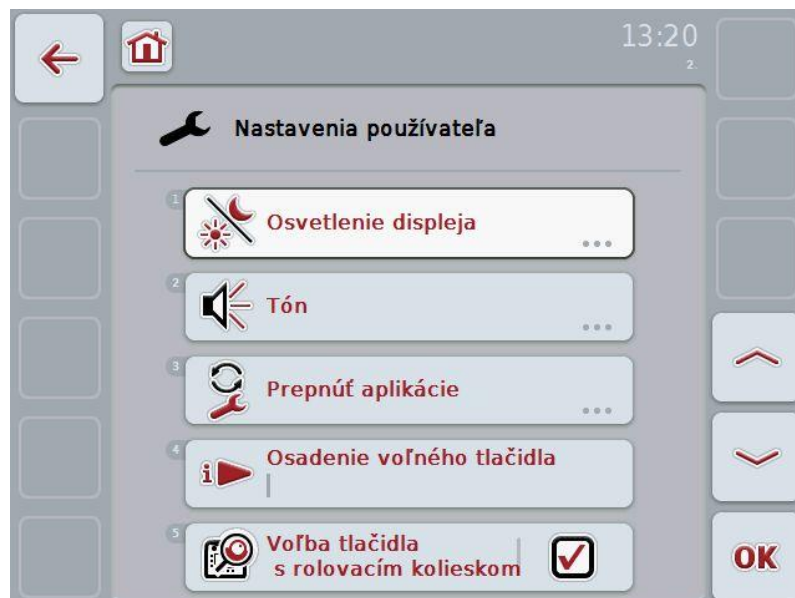 13:20
2.
Nastavenia používateľa
1
Osvetlenie displeja
2
Tón
3
Prepnúť aplikácie
4
i
Osadenie voľného tlačidla
5
Voľba tlačidla
s rolovacím kolieskom
OK